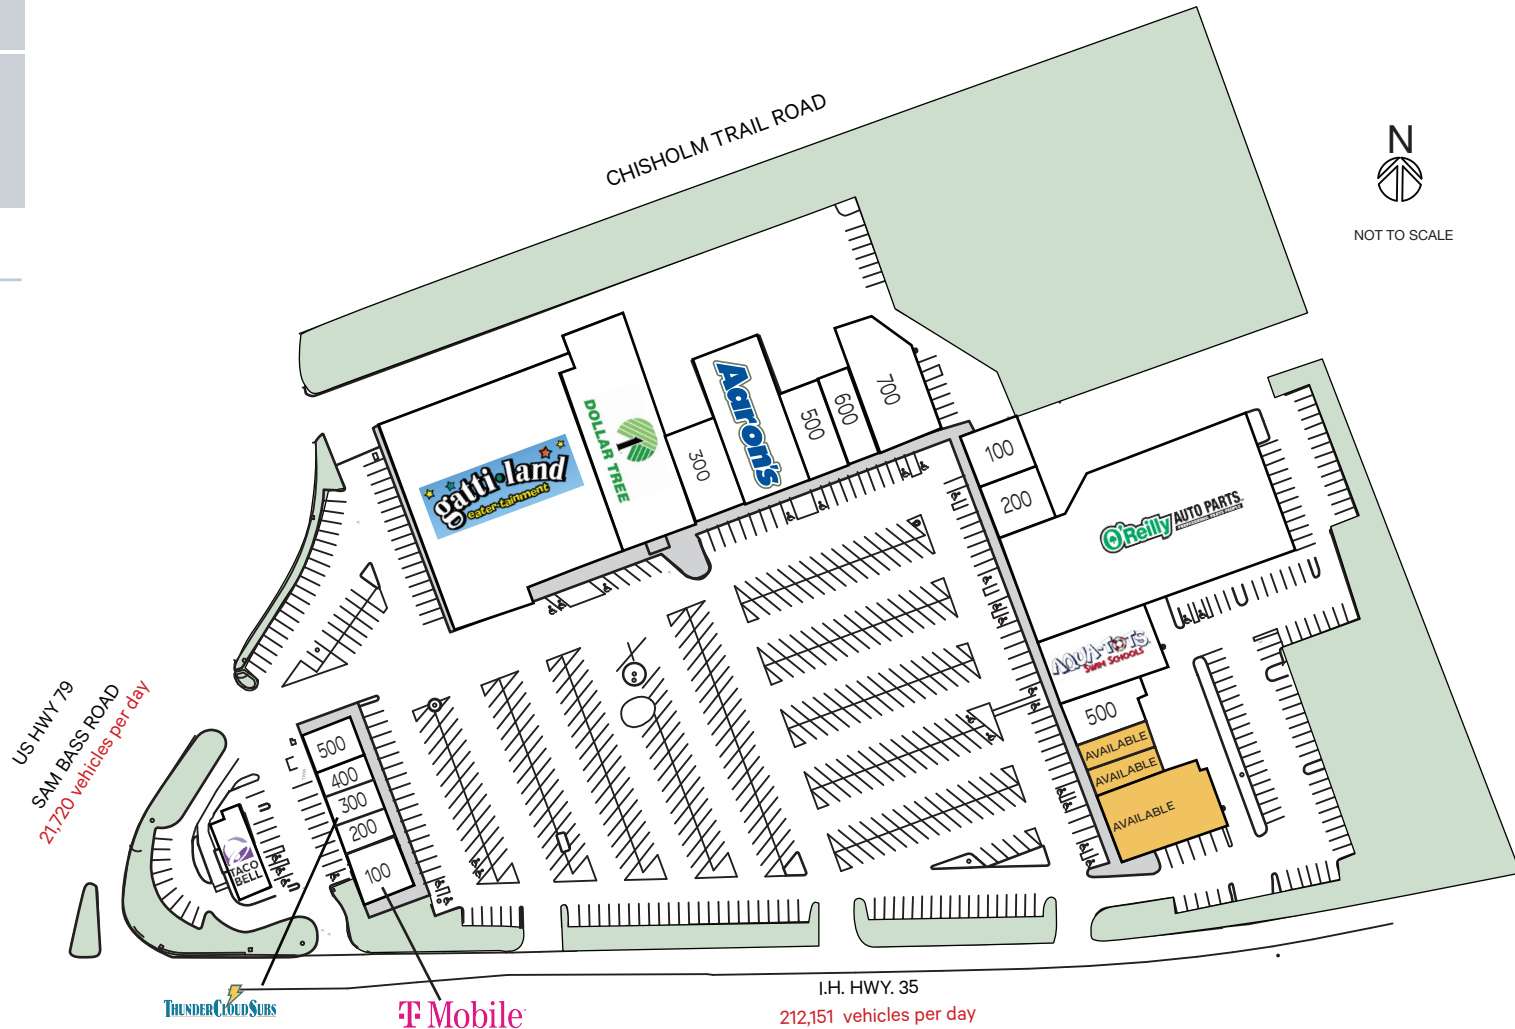 CHISHOLM TRAIL ROAD
N
NOT TO SCALE
gatti•land
eater-tainment
DOLLAR TREE
1
300
Aaron's
500
600
700
100
200
O'Reilly AUTO PARTS
AQUA-TOTS
SWIM SCHOOLS
500
AVAILABLE
AVAILABLE
AVAILABLE
US HWY 79
SAM BASS ROAD
21,720 vehicles per day
500
400
300
200
100
TACO
BELL
THUNDERCLOUD SUBS
T Mobile
I.H. HWY. 35
212,151 vehicles per day